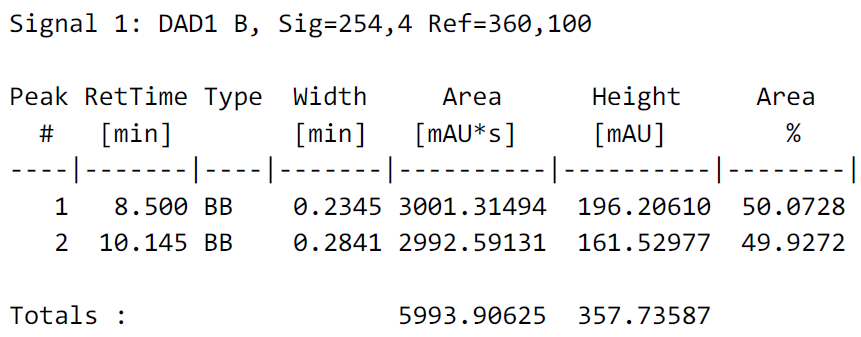 Signal 1: DAD1 B, Sig=254,4 Ref=360,100
Peak RetTime Type  Width     Area      Height     Area
  #   [min]        [min]   [mAU*s]     [mAU]        %
----|-------|----|-------|----------|----------|--------|
   1   8.500 BB     0.2345 3001.31494  196.20610  50.0728
   2  10.145 BB     0.2841 2992.59131  161.52977  49.9272
Totals :                  5993.90625  357.73587